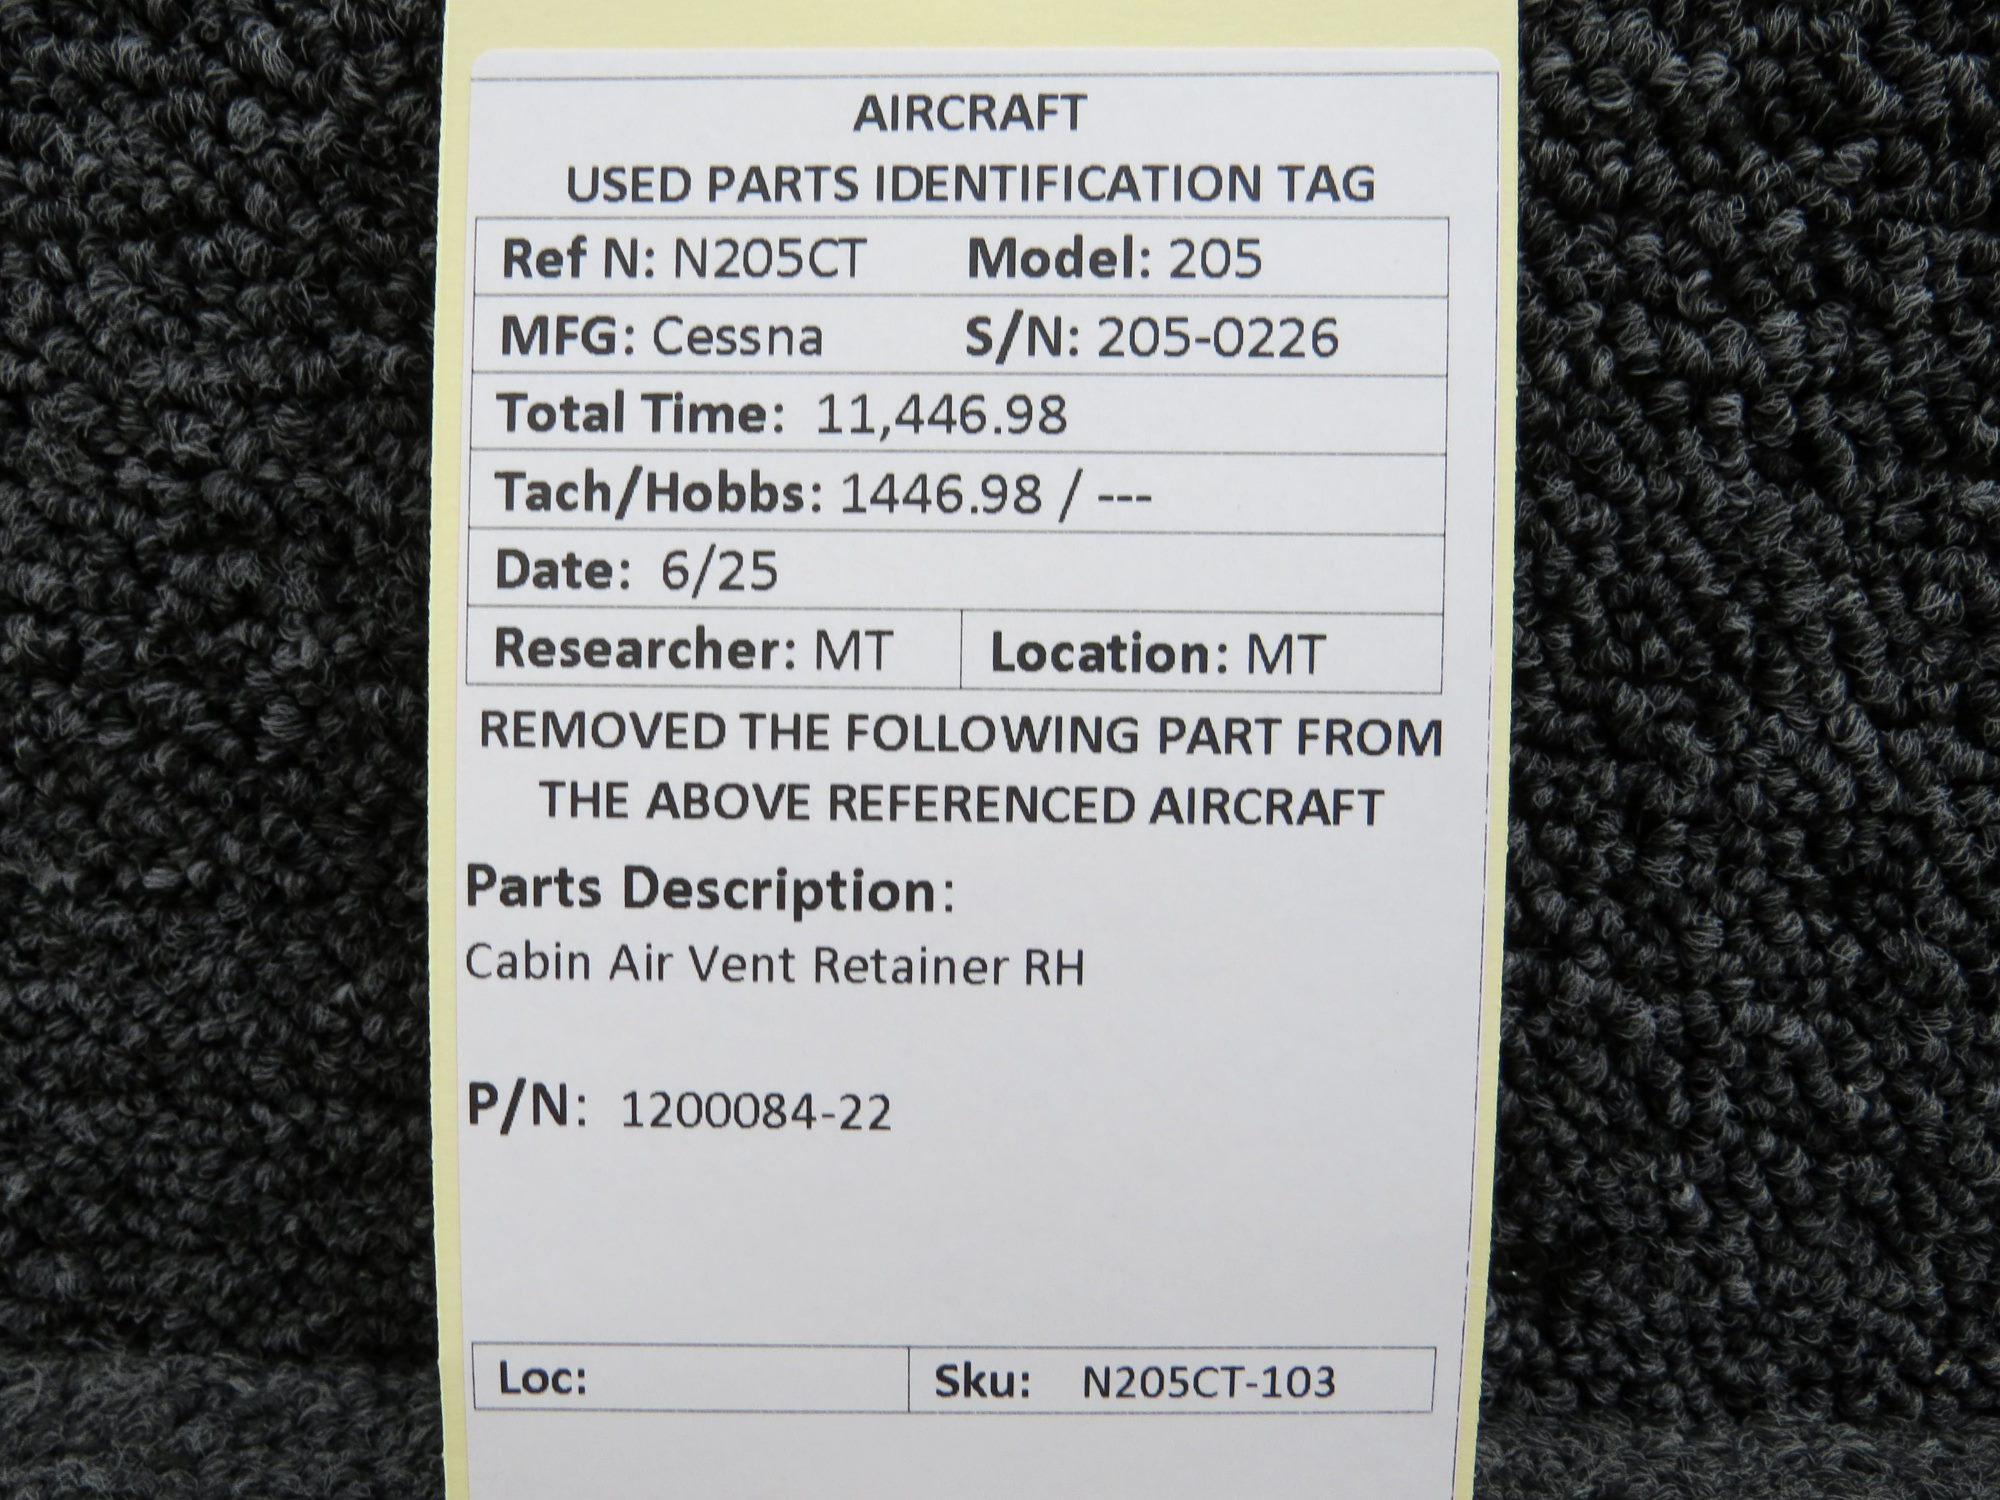 AIRCRAFT
USED PARTS IDENTIFICATION TAG
Ref N: N205CT Model: 205
MFG: Cessna S/N: 205-0226
Total Time: 11,446.98
Tach/Hobbs: 1446.98 / ---
Date: 6/25
Researcher: MT Location: MT
REMOVED THE FOLLOWING PART FROM
THE ABOVE REFERENCED AIRCRAFT
Parts Description:
Cabin Air Vent Retainer RH
P/N: 1200084-22
Loc: Sku: N205CT-103